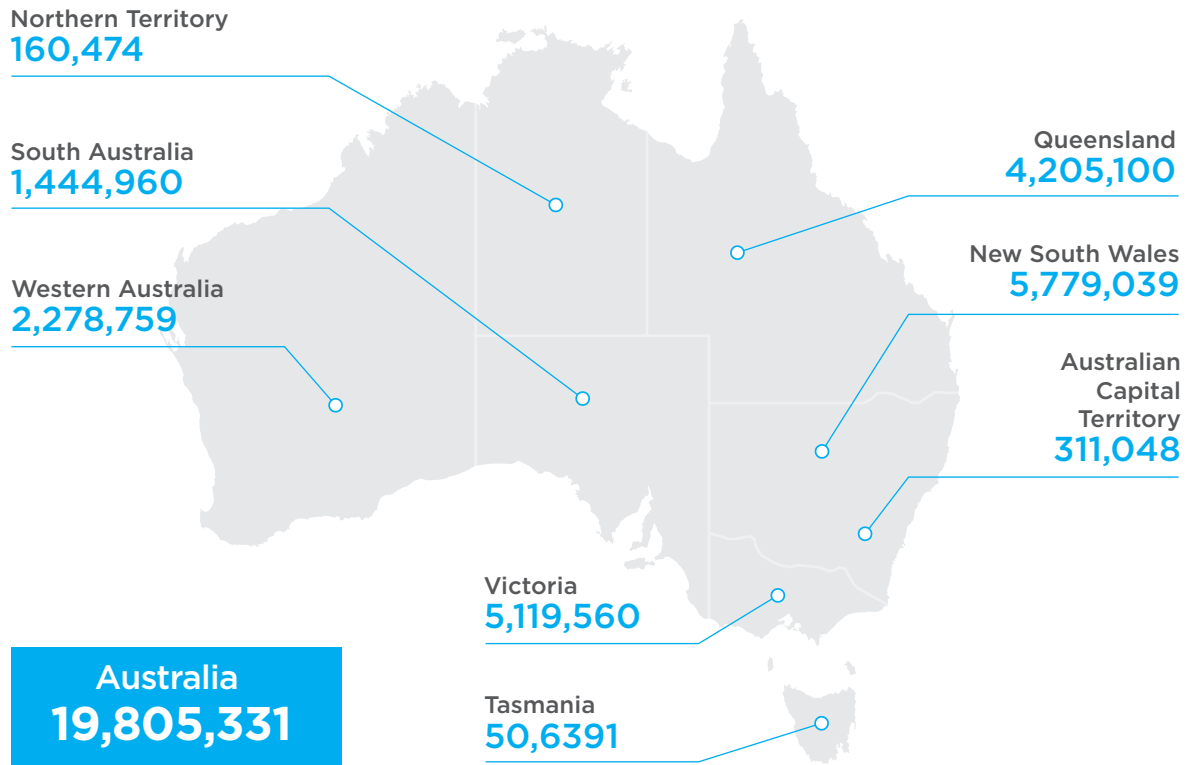 Northern Territory
160,474
South Australia
1,444,960
Western Australia
2,278,759
Queensland
4,205,100
New South Wales
5,779,039
Australian
Capital
Territory
311,048
Victoria
5,119,560
Tasmania
50,6391
Australia
19,805,331